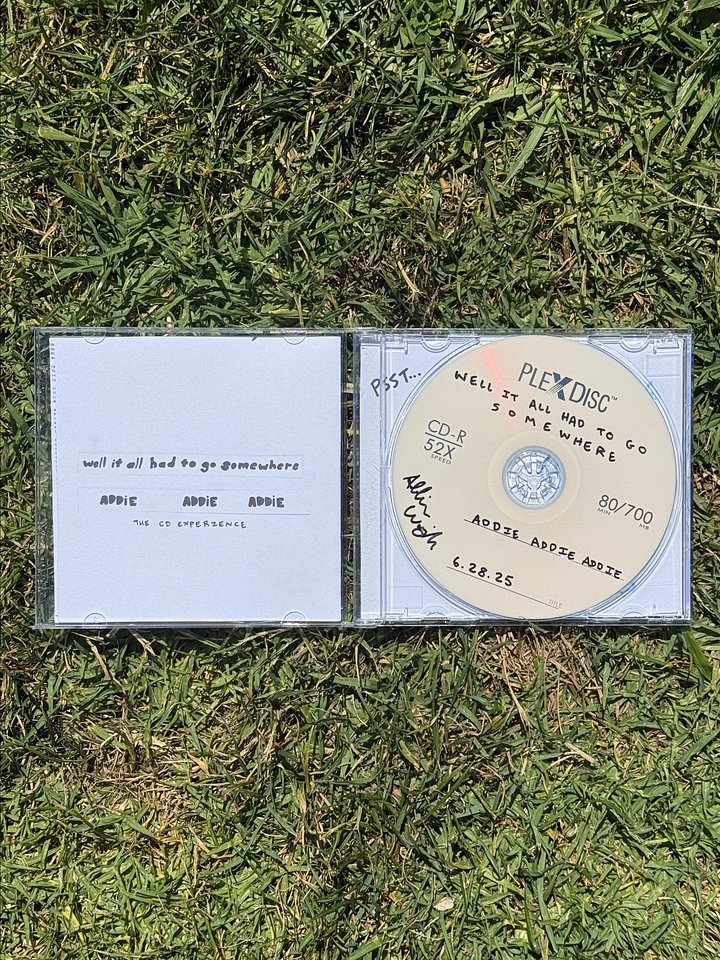 well it all had to go somewhere
ADDIE ADDIE ADDIE
THE CD EXPERIENCE
PSST...
PLEXDISC™
WELL IT ALL HAD TO GO
SOMEWHERE
CD-R
52X
SPEED
80/700
MIN MB
ADDIE ADDIE ADDIE
6.28.25
TITLE